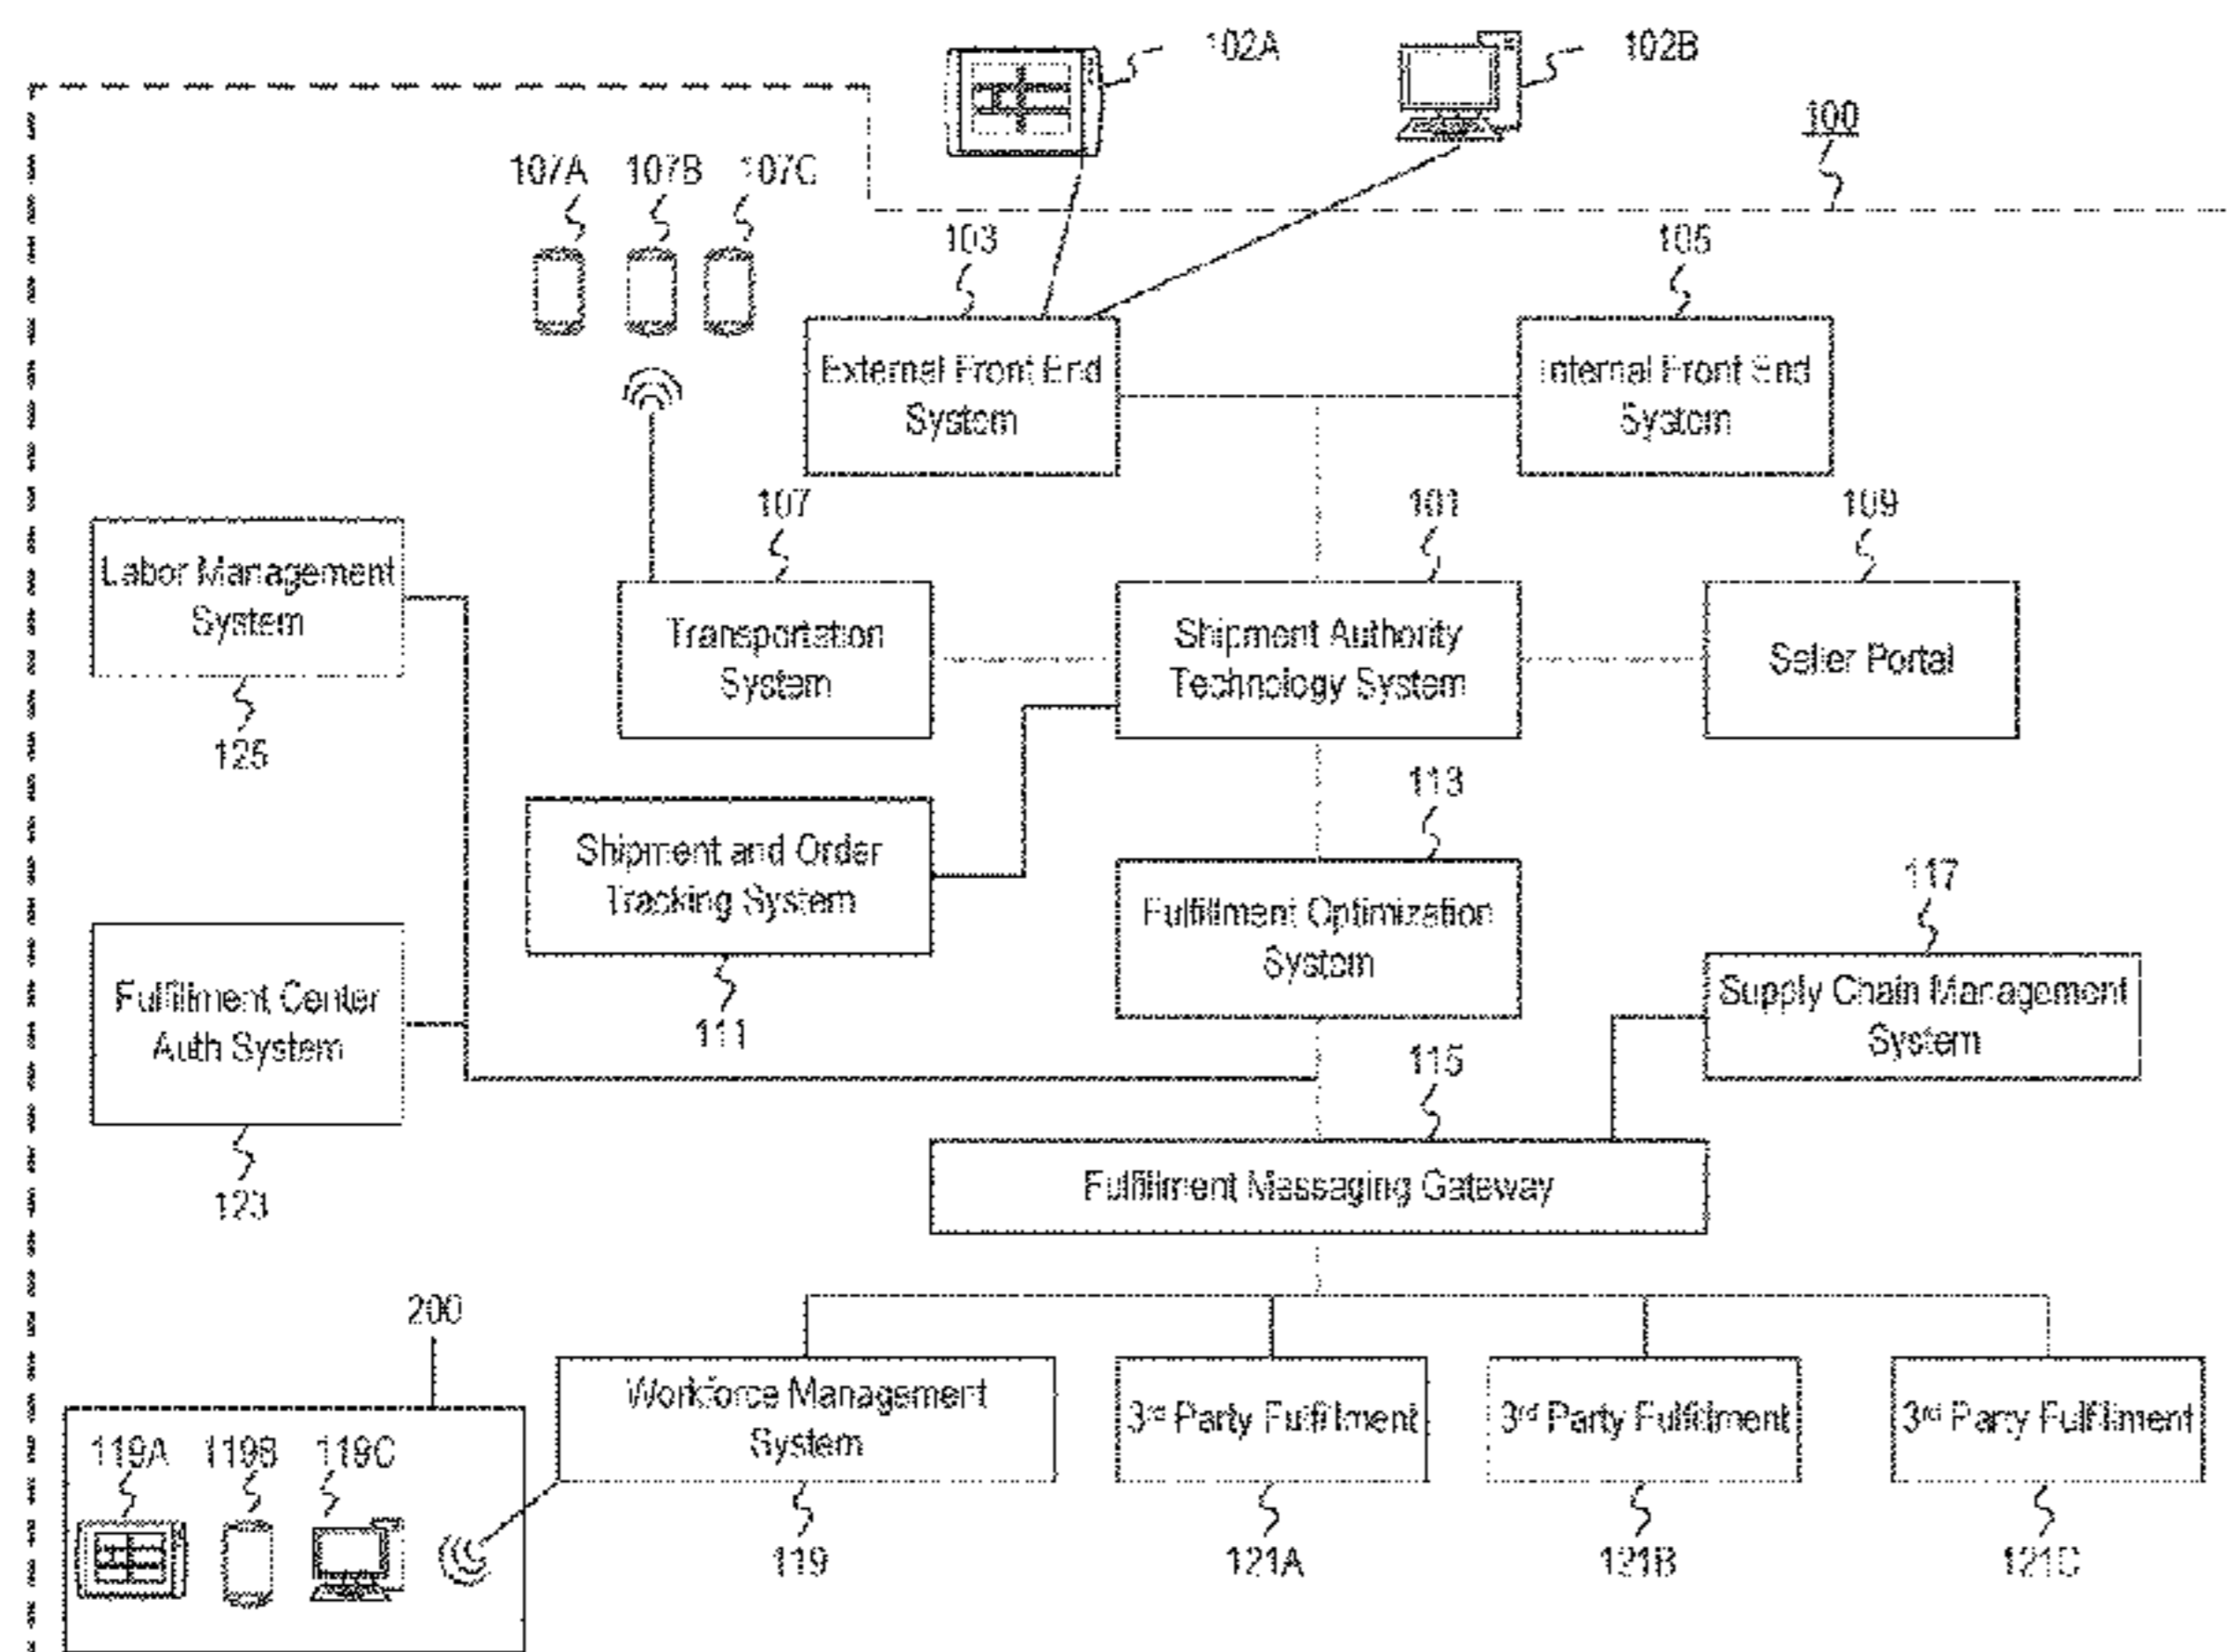 102A
102B
100
107A
107B
107C
103
105
External Front End
System
Internal Front End
System
107
101
109
Labor Management
System
Transportation
System
Shipment Authority
Technology System
Seller Portal
125
113
Shipment and Order
Tracking System
117
Fulfillment Optimization
System
Fulfillment Center
Auth System
Supply Chain Management
System
111
115
123
Fulfillment Messaging Gateway
200
Workforce Management
System
3rd Party Fulfillment
3rd Party Fulfillment
3rd Party Fulfillment
119A
119B
119C
119
121A
121B
121C